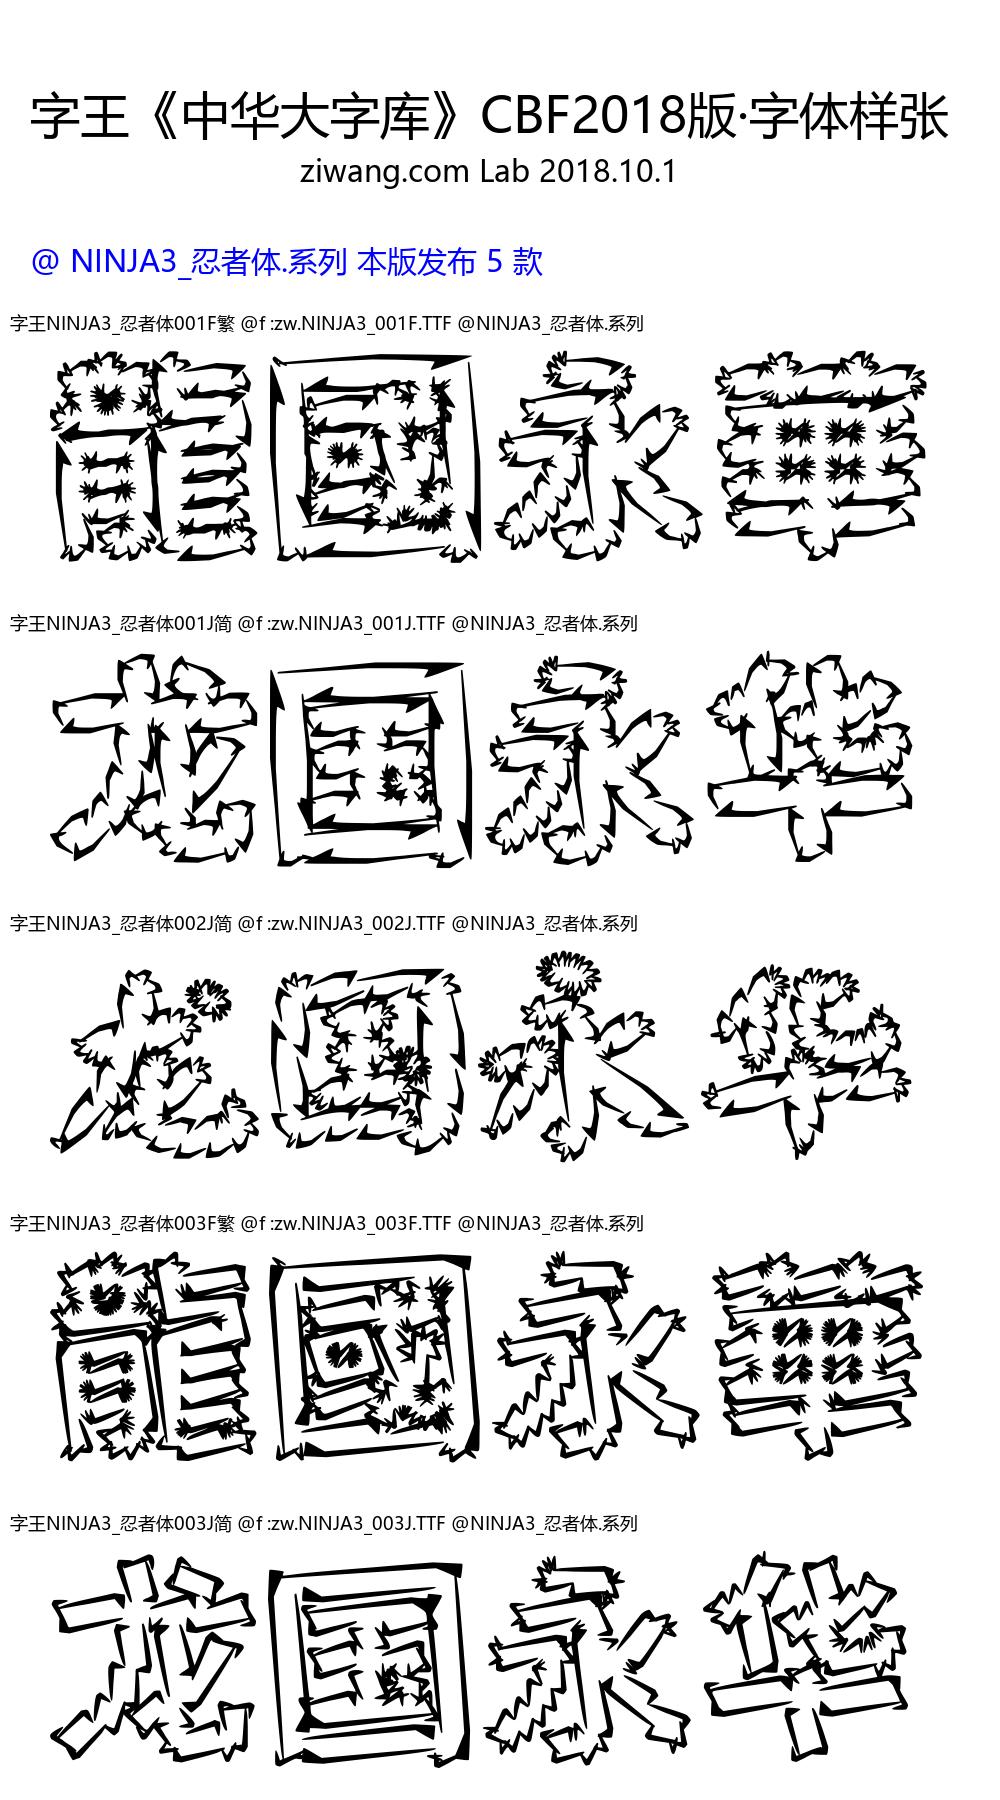 字王《中华大字库》CBF2018版·字体样张
ziwang.com Lab 2018.10.1
@ NINJA3_忍者体.系列 本版发布 5 款
字王NINJA3_忍者体001F繁 @f :zw.NINJA3_001F.TTF @NINJA3_忍者体.系列
龍國永華
字王NINJA3_忍者体001J简 @f :zw.NINJA3_001J.TTF @NINJA3_忍者体.系列
龙国永华
字王NINJA3_忍者体002J简 @f :zw.NINJA3_002J.TTF @NINJA3_忍者体.系列
龙国永华
字王NINJA3_忍者体003F繁 @f :zw.NINJA3_003F.TTF @NINJA3_忍者体.系列
龍國永華
字王NINJA3_忍者体003J简 @f :zw.NINJA3_003J.TTF @NINJA3_忍者体.系列
龙国永华